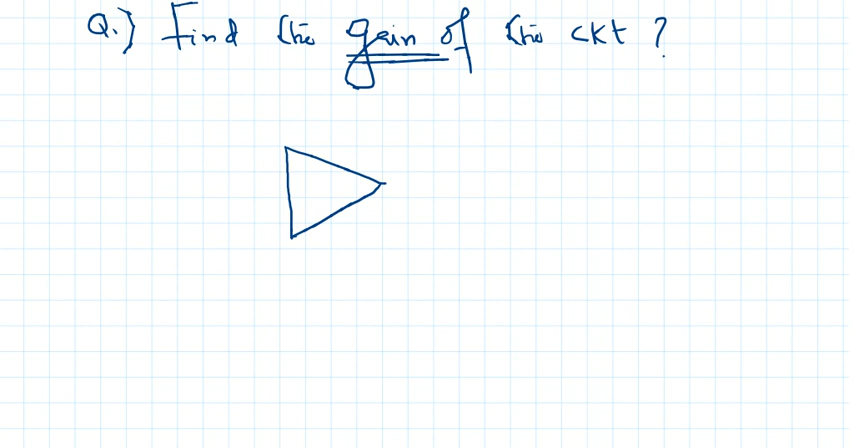 Q.) Find the gain of the ckt ?